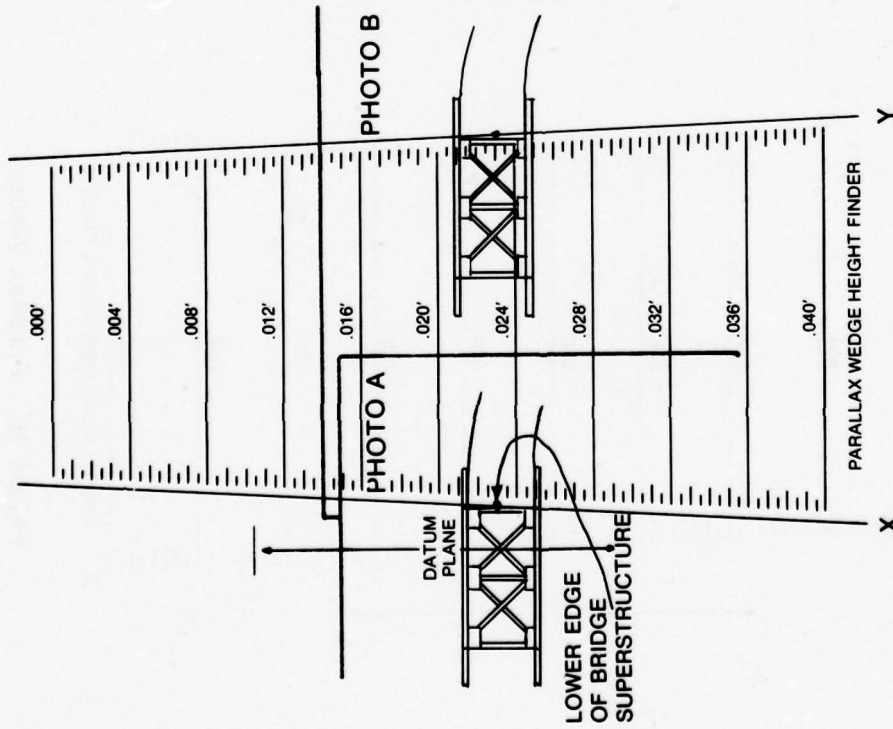 PHOTO B
PHOTO A
.000'
.004'
.008'
.012'
.016'
.020'
.024'
.028'
.032'
.036'
.040'
DATUM
PLANE
LOWER EDGE
OF BRIDGE
SUPERSTRUCTURE
X
Y
PARALLAX WEDGE HEIGHT FINDER